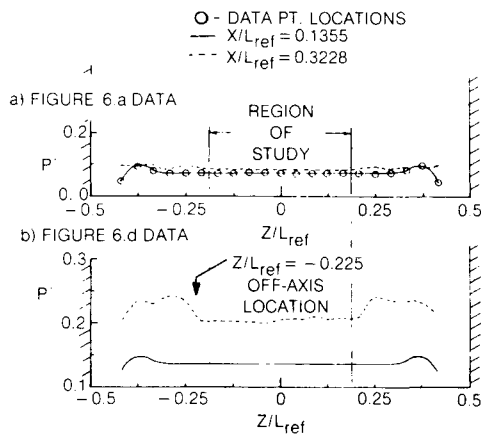 O - DATA PT. LOCATIONS
— X/Lref = 0.1355
--- X/Lref = 0.3228
a) FIGURE 6.a DATA
REGION
OF
STUDY
0.2
P'
0.0
-0.5 -0.25 0 0.25 0.5
Z/Lref
b) FIGURE 6.d DATA
0.3
Z/Lref = -0.225
OFF-AXIS
LOCATION
P'
0.2
0.1
-0.5 -0.25 0 0.25 0.5
Z/Lref